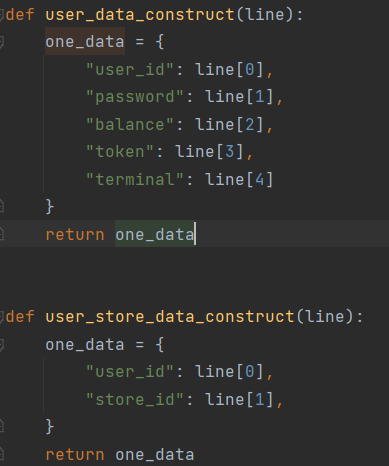 def user_data_construct(line):
    one_data = {
        "user_id": line[0],
        "password": line[1],
        "balance": line[2],
        "token": line[3],
        "terminal": line[4]
    }
    return one_data
def user_store_data_construct(line):
    one_data = {
        "user_id": line[0],
        "store_id": line[1],
    }
    return one_data